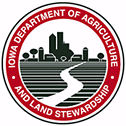 IOWA DEPARTMENT OF AGRICULTURE
AND LAND STEWARDSHIP